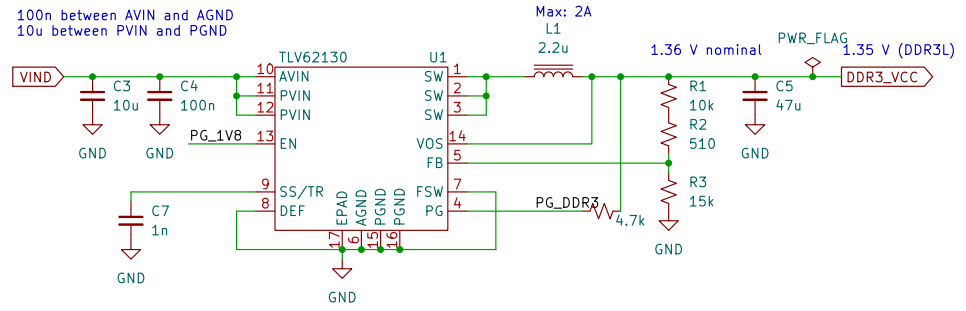 100n between AVIN and AGND
10u between PVIN and PGND
Max: 2A
L1
2.2u
1.36 V nominal
PWR_FLAG
1.35 V (DDR3L)
TLV62130
U1
VIND
DDR3_VCC
C3
10u
GND
C4
100n
GND
10
AVIN
11
PVIN
12
PVIN
PG_1V8
13
EN
9
SS/TR
8
DEF
C7
1n
GND
SW
1
SW
2
SW
3
VOS
14
FB
5
FSW
7
PG
4
EPAD
17
AGND
6
PGND
15
PGND
16
GND
PG_DDR3
4.7k
R1
10k
R2
510
R3
15k
GND
C5
47u
GND